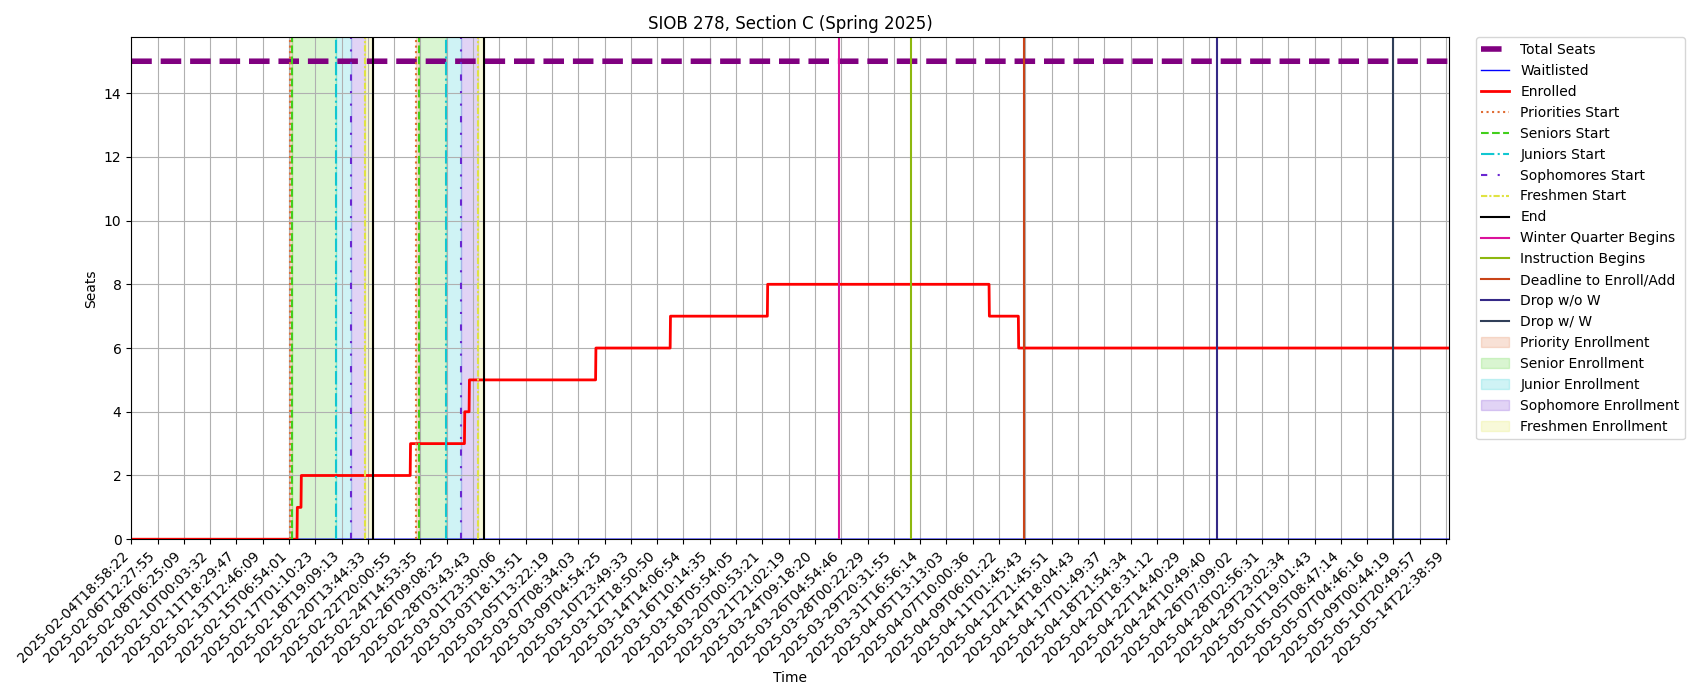 SIOB 278, Section C (Spring 2025)
Seats
14
12
10
8
6
4
2
0
2025-02-04T18:58:22
2025-02-06T12:27:55
2025-02-08T06:25:09
2025-02-10T00:03:32
2025-02-11T18:29:47
2025-02-13T12:46:09
2025-02-15T06:54:01
2025-02-17T01:10:23
2025-02-18T19:09:13
2025-02-20T13:44:33
2025-02-22T20:00:55
2025-02-24T14:53:35
2025-02-26T09:08:25
2025-02-28T03:43:43
2025-03-01T23:30:06
2025-03-03T18:13:51
2025-03-05T13:22:19
2025-03-07T08:34:03
2025-03-09T04:54:25
2025-03-10T23:49:33
2025-03-12T18:50:50
2025-03-14T14:06:54
2025-03-16T10:14:35
2025-03-18T05:54:05
2025-03-20T00:53:21
2025-03-21T21:02:19
2025-03-24T09:18:20
2025-03-26T04:54:46
2025-03-28T00:22:29
2025-03-29T20:31:55
2025-03-31T16:56:14
2025-04-05T13:13:03
2025-04-07T10:00:36
2025-04-09T06:01:22
2025-04-11T01:45:43
2025-04-12T21:45:51
2025-04-14T18:04:43
2025-04-17T01:49:37
2025-04-18T21:54:34
2025-04-20T18:31:12
2025-04-22T14:40:29
2025-04-24T10:49:40
2025-04-26T07:09:02
2025-04-28T02:56:31
2025-04-29T23:02:34
2025-05-01T19:01:43
2025-05-05T08:47:14
2025-05-07T04:46:16
2025-05-09T00:44:19
2025-05-10T20:49:57
2025-05-14T22:38:59
Time
Total Seats
Waitlisted
Enrolled
Priorities Start
Seniors Start
Juniors Start
Sophomores Start
Freshmen Start
End
Winter Quarter Begins
Instruction Begins
Deadline to Enroll/Add
Drop w/o W
Drop w/ W
Priority Enrollment
Senior Enrollment
Junior Enrollment
Sophomore Enrollment
Freshmen Enrollment